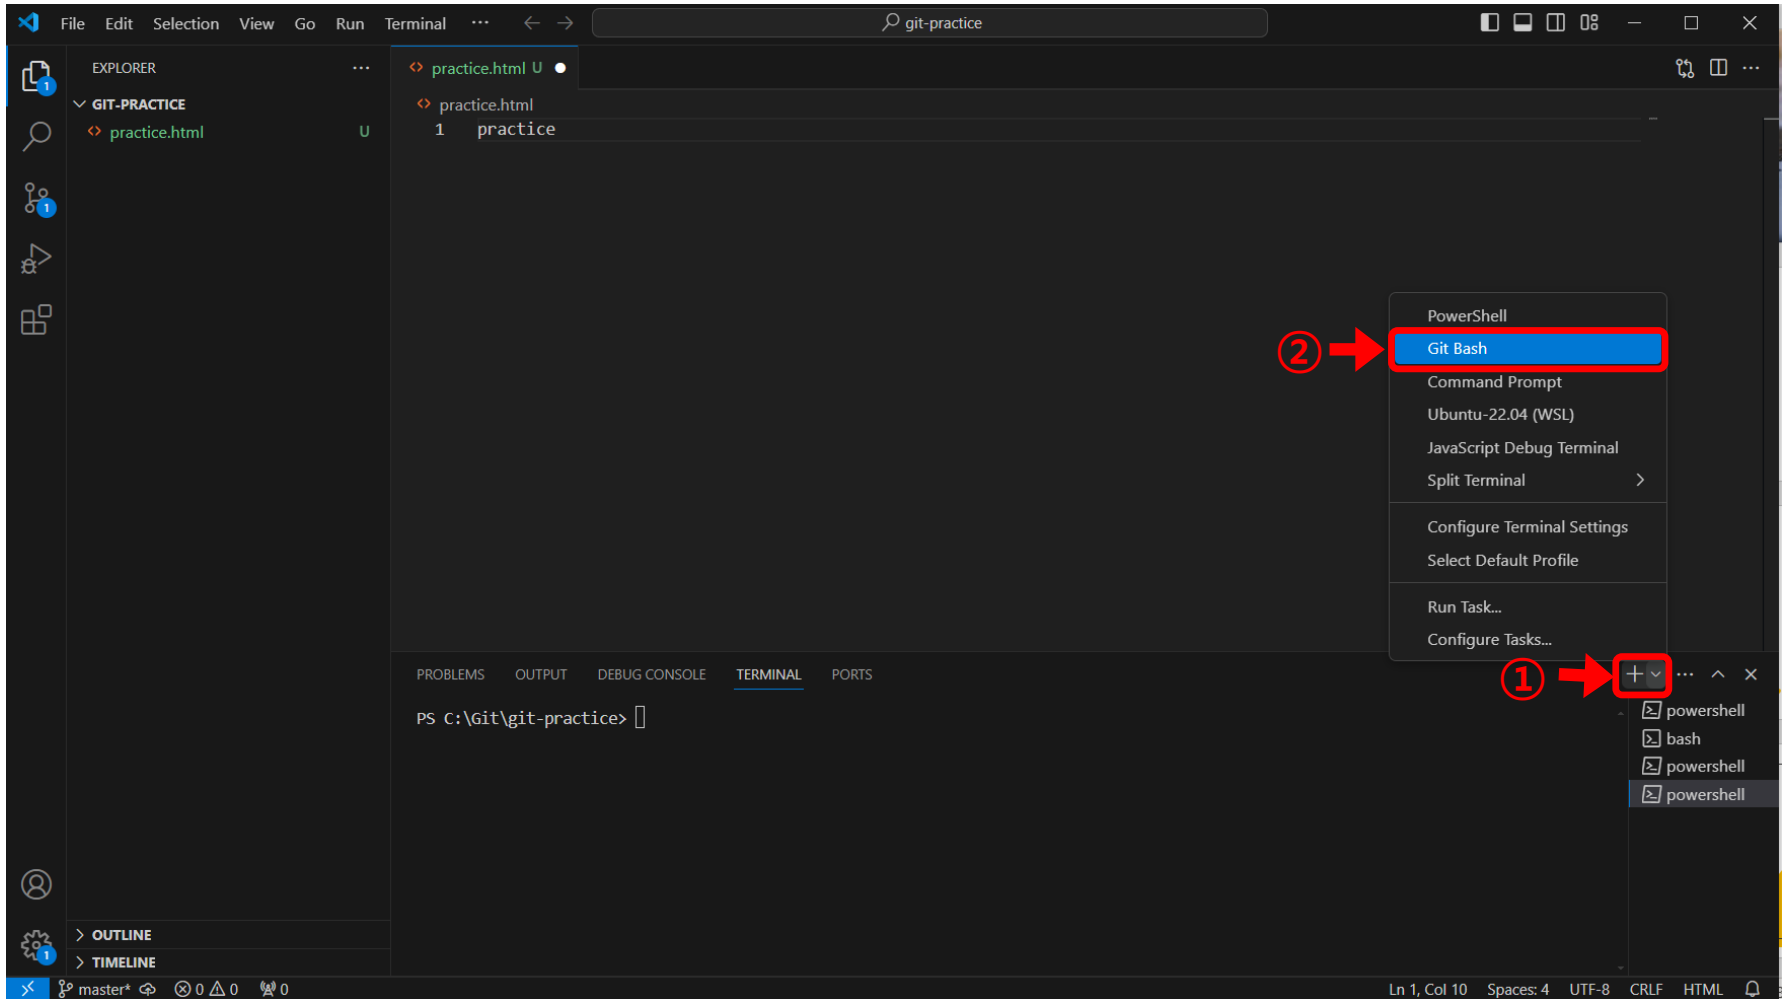 File Edit Selection View Go Run Terminal ··· git-practice
EXPLORER ···
GIT-PRACTICE
practice.html U
practice.html U
practice.html
1 practice
PowerShell
② Git Bash
Command Prompt
Ubuntu-22.04 (WSL)
JavaScript Debug Terminal
Split Terminal
Configure Terminal Settings
Select Default Profile
Run Task...
Configure Tasks...
PROBLEMS OUTPUT DEBUG CONSOLE TERMINAL PORTS ①
PS C:\Git\git-practice>
powershell
bash
powershell
powershell
1
1
1
OUTLINE
TIMELINE
master* 0 0 0 Ln 1, Col 10 Spaces: 4 UTF-8 CRLF HTML